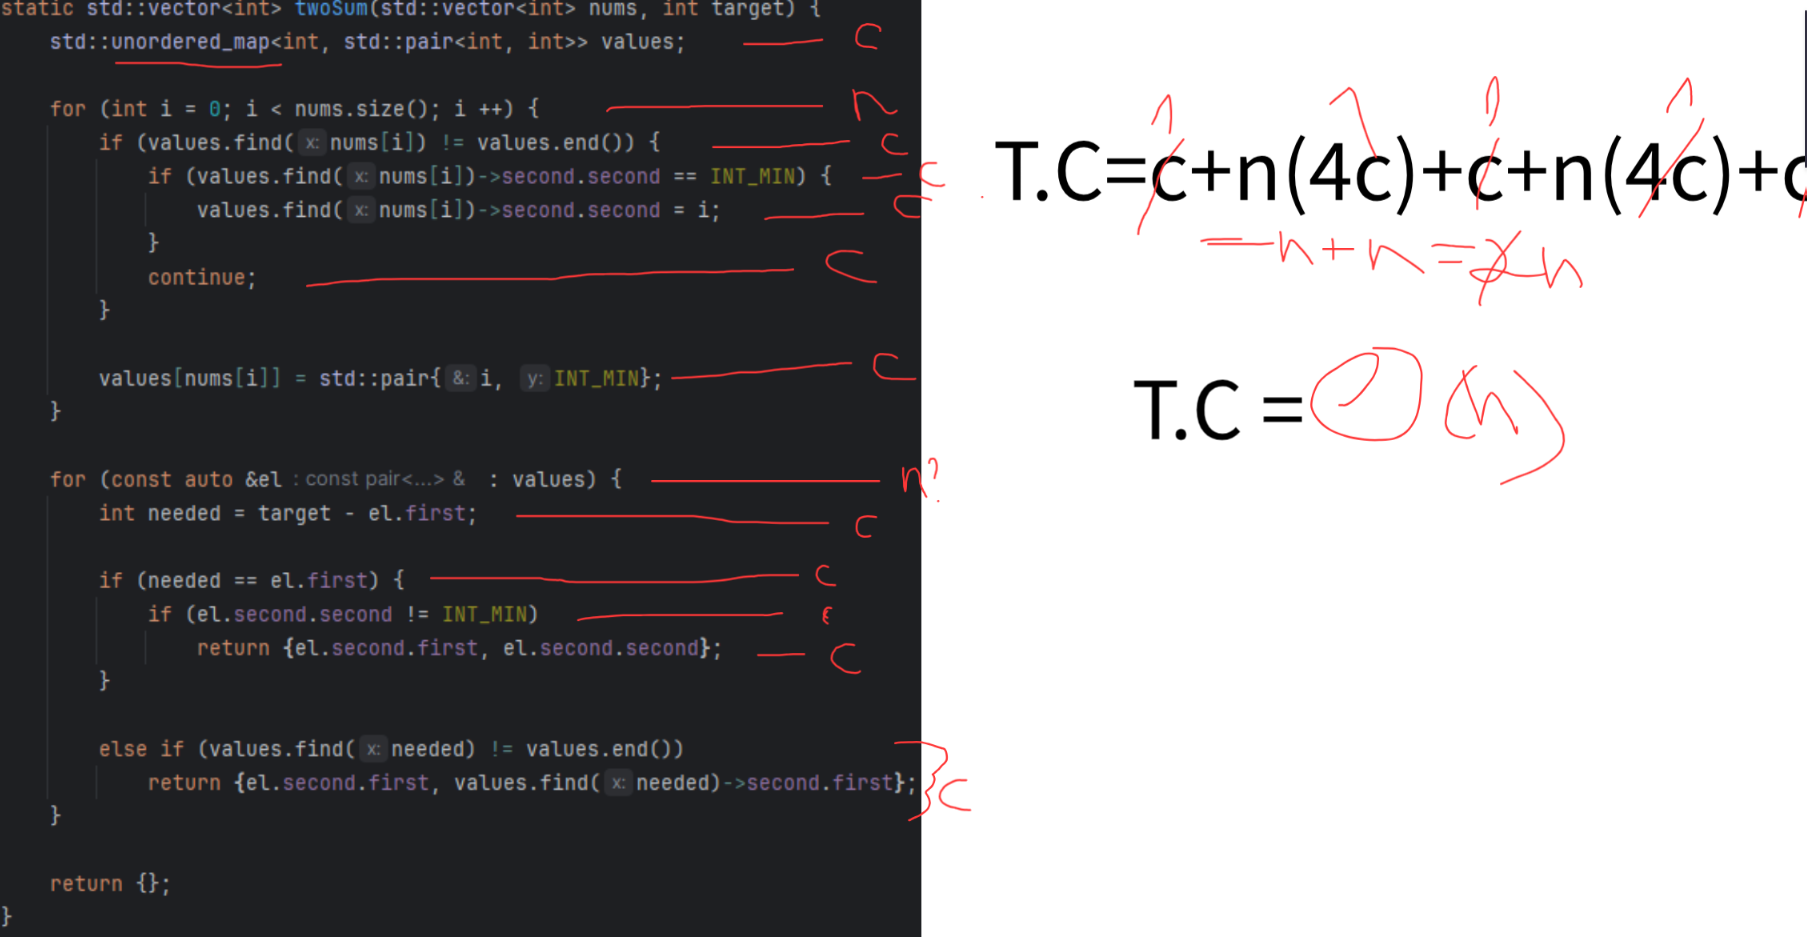 static std::vector<int> twoSum(std::vector<int> nums, int target) {
std::unordered_map<int, std::pair<int, int>> values; c
for (int i = 0; i < nums.size(); i ++) { n
if (values.find( x: nums[i]) != values.end()) { c
if (values.find( x: nums[i])->second.second == INT_MIN) { c
values.find( x: nums[i])->second.second = i; c
}
continue; c
}
values[nums[i]] = std::pair{ &: i, y: INT_MIN}; c
}
for (const auto &el : const pair<...> & : values) { n?
int needed = target - el.first; c
if (needed == el.first) { c
if (el.second.second != INT_MIN) c
return {el.second.first, el.second.second}; c
}
else if (values.find( x: needed) != values.end())
return {el.second.first, values.find( x: needed)->second.first}; } c
}
return {};
}
1 1 1 1
T.C=c+n(4c)+c+n(4c)+c
=n+n=2n
T.C = O(n)